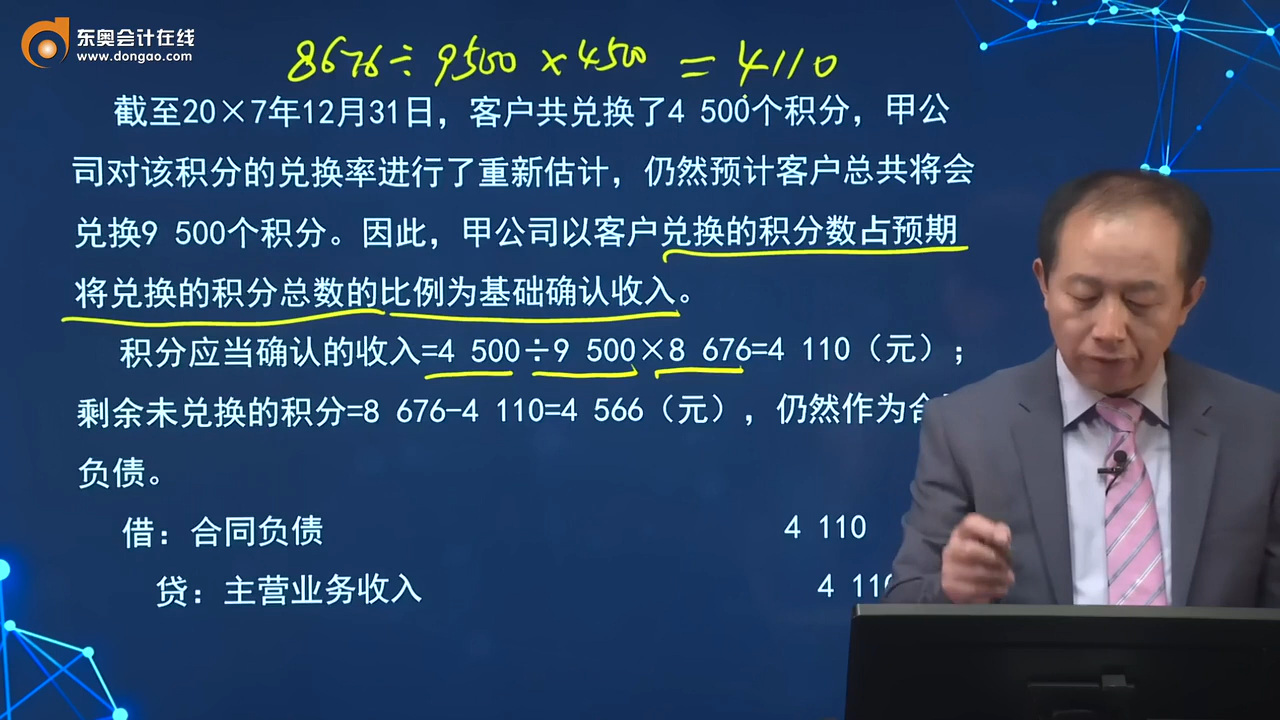 东奥会计在线
www.dongao.com
8676÷9500×4500=4110
截至20×7年12月31日，客户共兑换了4 500个积分，甲公
司对该积分的兑换率进行了重新估计，仍然预计客户总共将会
兑换9 500个积分。因此，甲公司以客户兑换的积分数占预期
将兑换的积分总数的比例为基础确认收入。
积分应当确认的收入=4 500÷9 500×8 676=4 110（元）；
剩余未兑换的积分=8 676-4 110=4 566（元），仍然作为合
负债。
借：合同负债 4 110
贷：主营业务收入 4 110